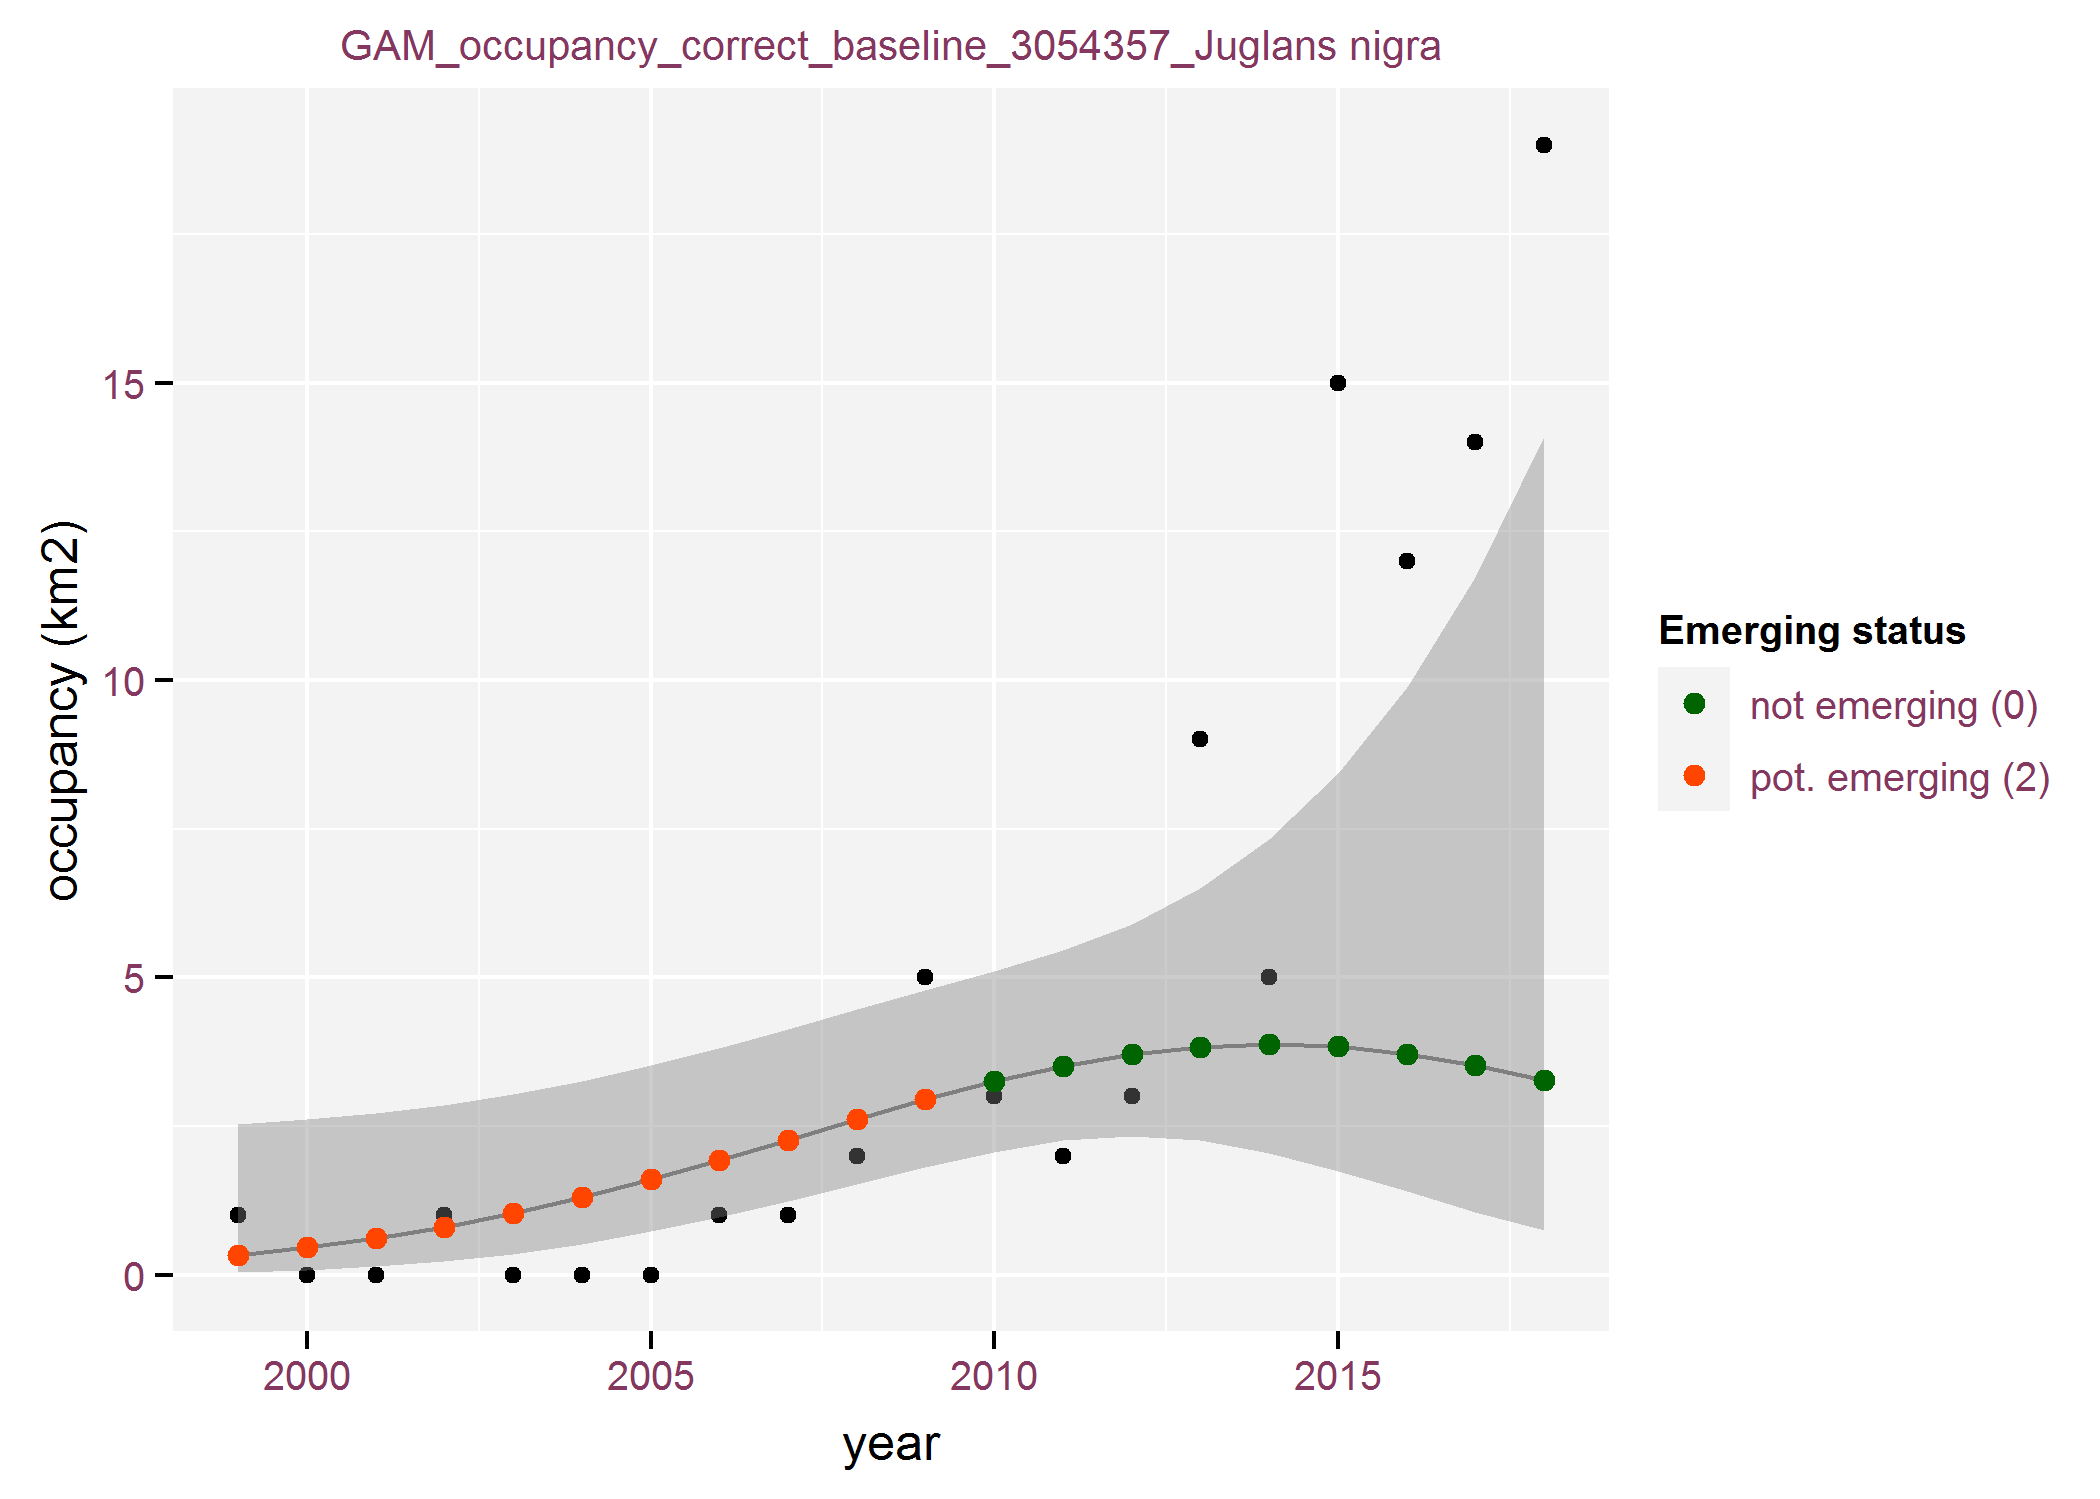 GAM_occupancy_correct_baseline_3054357_Juglans nigra
occupancy (km2)
15
10
5
0
2000 2005 2010 2015
year
Emerging status
not emerging (0)
pot. emerging (2)